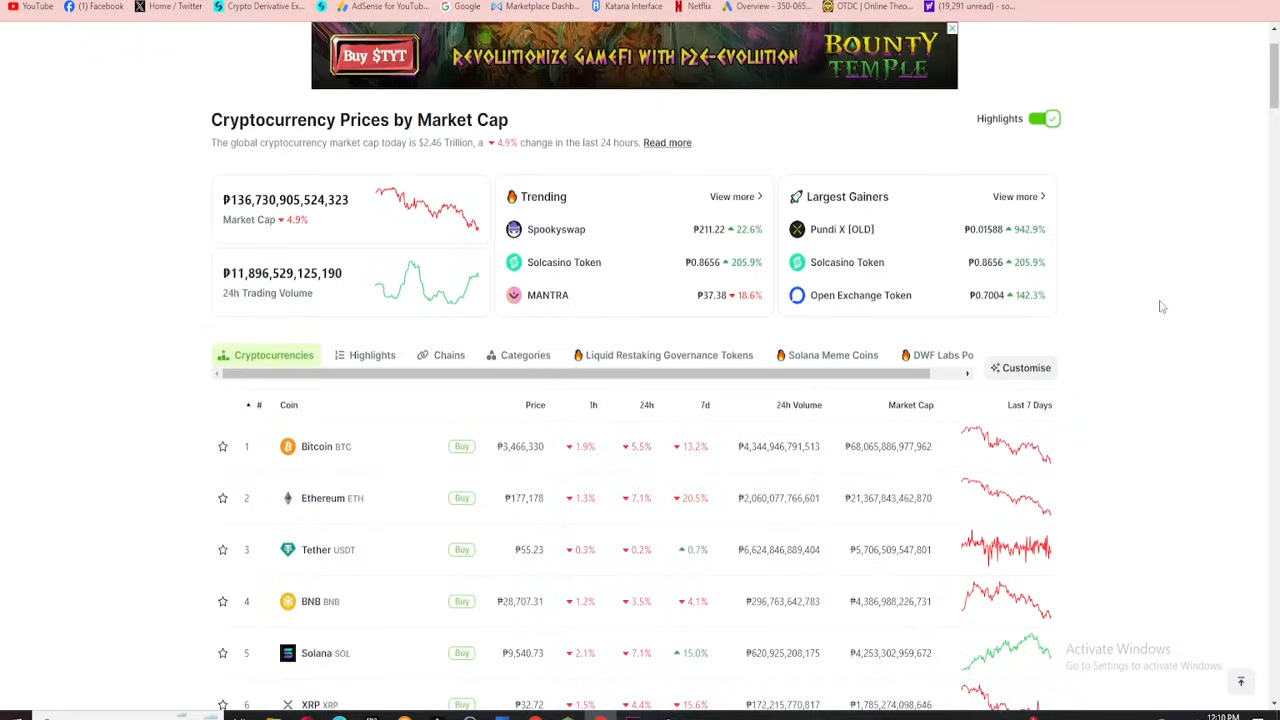 YouTube (1) Facebook Home / Twitter Crypto Derivative Ex... AdSense for YouTub... Google Marketplace Dashb... Katana Interface Netflix Overview - 350-065... OTDC | Online Theo... (19,291 unread) - so...
Buy $TYT REVOLUTIONIZE GAMEFI WITH P2E-EVOLUTION BOUNTY TEMPLE
Cryptocurrency Prices by Market Cap Highlights
The global cryptocurrency market cap today is $2.46 Trillion, a 4.9% change in the last 24 hours. Read more
₱136,730,905,524,323
Market Cap 4.9%
₱11,896,529,125,190
24h Trading Volume
Trending View more
Spookyswap ₱211.22 22.6%
Solcasino Token ₱0.8656 205.9%
MANTRA ₱37.38 18.6%
Largest Gainers View more
Pundi X [OLD] ₱0.01588 942.9%
Solcasino Token ₱0.8656 205.9%
Open Exchange Token ₱0.7004 142.3%
Cryptocurrencies Highlights Chains Categories Liquid Restaking Governance Tokens Solana Meme Coins DWF Labs Po Customise
# Coin Price 1h 24h 7d 24h Volume Market Cap Last 7 Days
1 Bitcoin BTC Buy ₱3,466,330 1.9% 5.5% 13.2% ₱4,344,946,791,513 ₱68,065,886,977,962
2 Ethereum ETH Buy ₱177,178 1.3% 7.1% 20.5% ₱2,060,077,766,601 ₱21,367,843,462,870
3 Tether USDT Buy ₱55.23 0.3% 0.2% 0.7% ₱6,624,846,889,404 ₱5,706,509,547,801
4 BNB BNB Buy ₱28,707.31 1.2% 3.5% 4.1% ₱296,763,642,783 ₱4,386,988,226,731
5 Solana SOL Buy ₱9,540.73 2.1% 7.1% 15.0% ₱620,925,208,175 ₱4,253,302,959,672
6 XRP XRP Buy ₱32.72 1.5% 4.4% 15.6% ₱172,215,770,817 ₱1,785,274,098,646
Activate Windows
Go to Settings to activate Windows.
12:10 PM